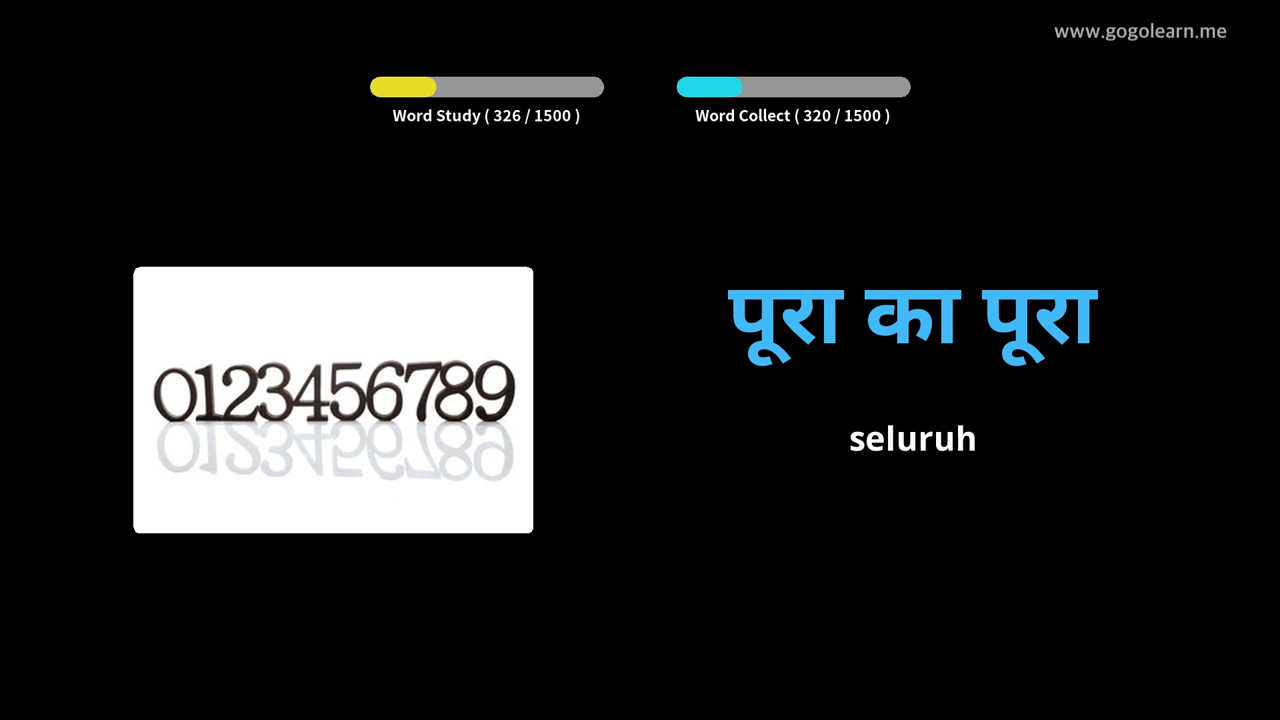 www.gogolearn.me
Word Study ( 326 / 1500 )
Word Collect ( 320 / 1500 )
0123456789
पूरा का पूरा
seluruh